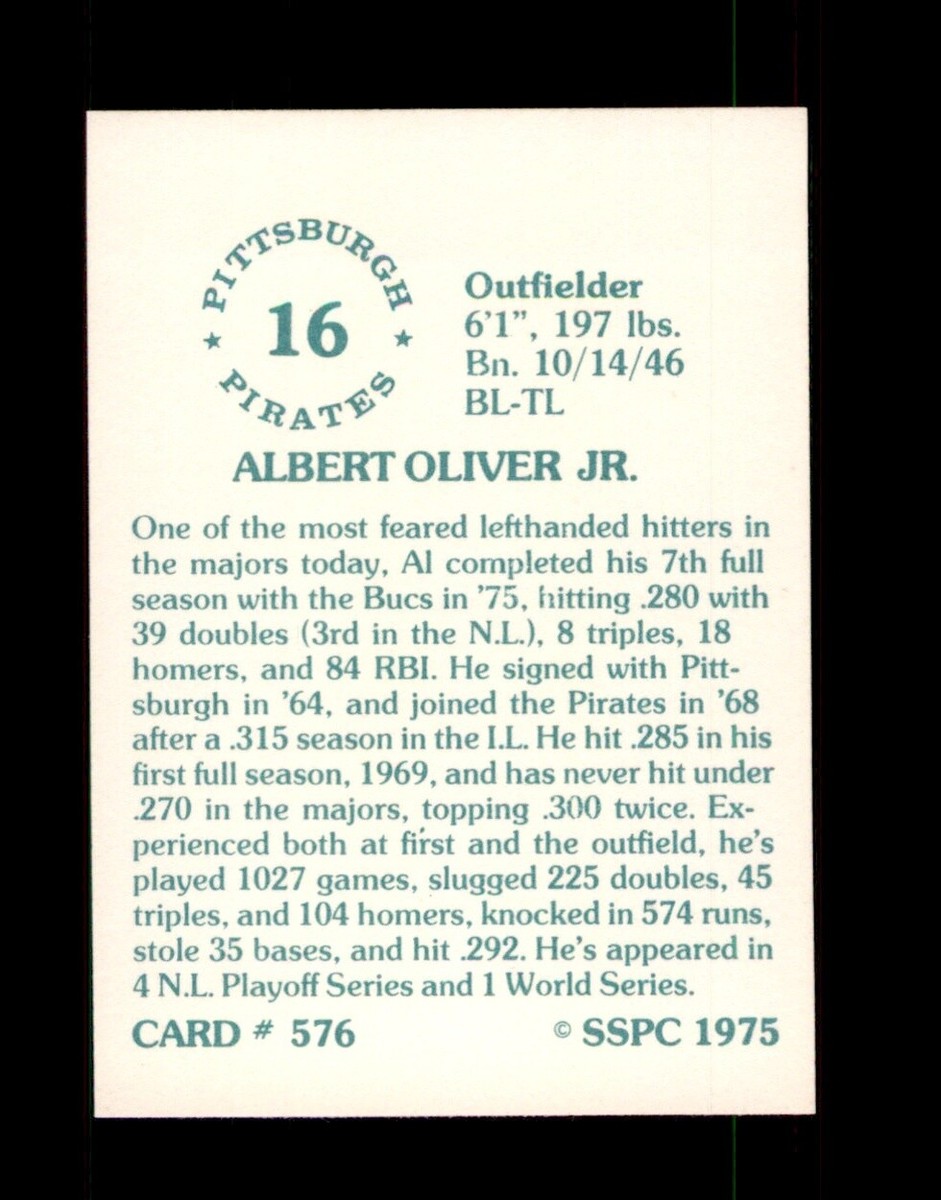 PITTSBURGH
★ 16 ★
PIRATES
Outfielder
6'1”, 197 lbs.
Bn. 10/14/46
BL-TL
ALBERT OLIVER JR.
One of the most feared lefthanded hitters in
the majors today, Al completed his 7th full
season with the Bucs in ’75, hitting .280 with
39 doubles (3rd in the N.L.), 8 triples, 18
homers, and 84 RBI. He signed with Pitt-
sburgh in ’64, and joined the Pirates in ’68
after a .315 season in the I.L. He hit .285 in his
first full season, 1969, and has never hit under
.270 in the majors, topping .300 twice. Ex-
perienced both at first and the outfield, he’s
played 1027 games, slugged 225 doubles, 45
triples, and 104 homers, knocked in 574 runs,
stole 35 bases, and hit .292. He’s appeared in
4 N.L. Playoff Series and 1 World Series.
CARD # 576
© SSPC 1975